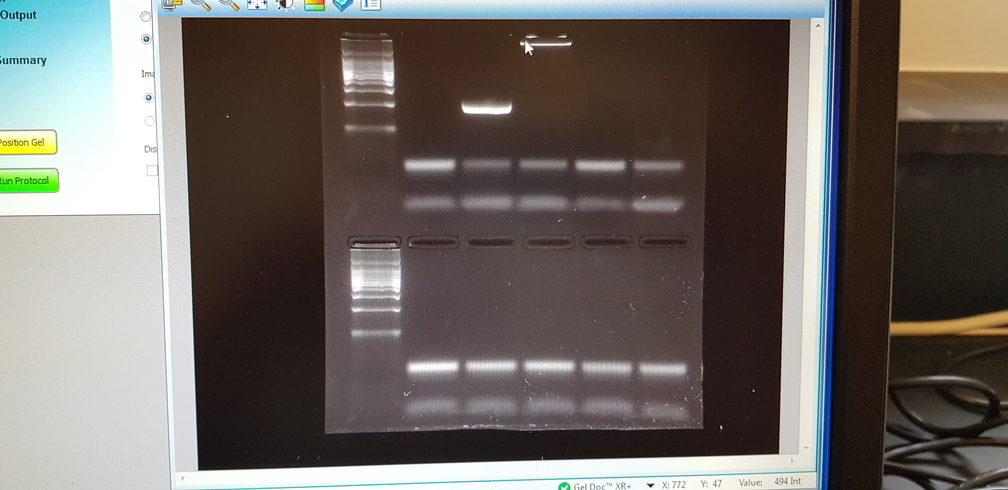 Output
Summary
Ima
Position Gel
Dis
Run Protocol
Gel Doc™ XR+ X: 772 Y: 47 Value: 494 Int